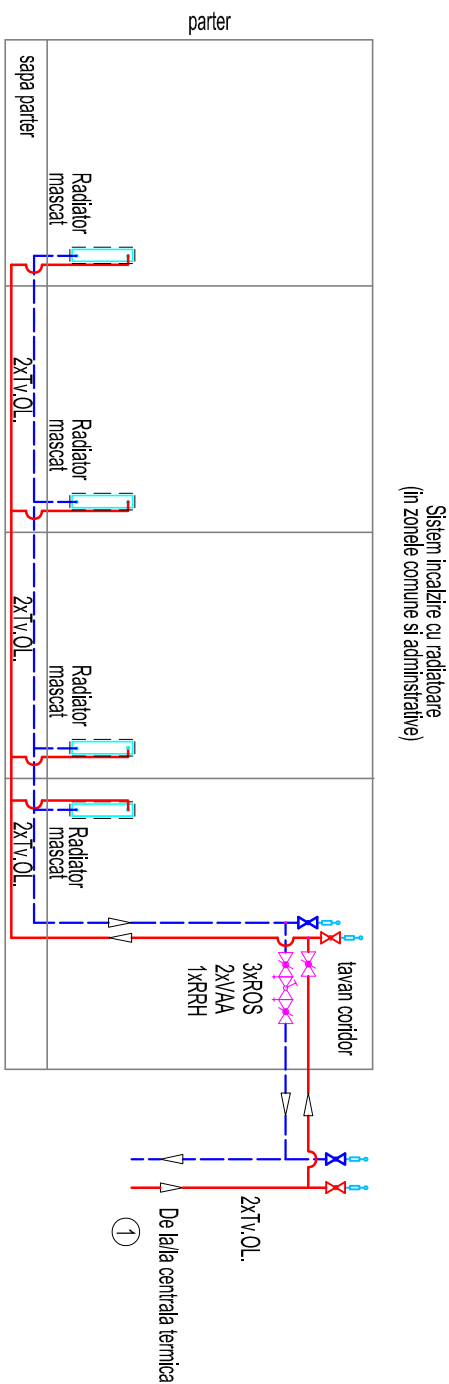 Sistem incalzire cu radiatoare
(in zonele comune si adminstrative)
parter
sapa parter
Radiator
mascat
2xTv.OL.
Radiator
mascat
2xTv.OL.
Radiator
mascat
Radiator
mascat
2xTv.OL.
tavan coridor
3xROS
2xVAA
1xRRH
2xTv.OL.
De la/la centrala termica
1